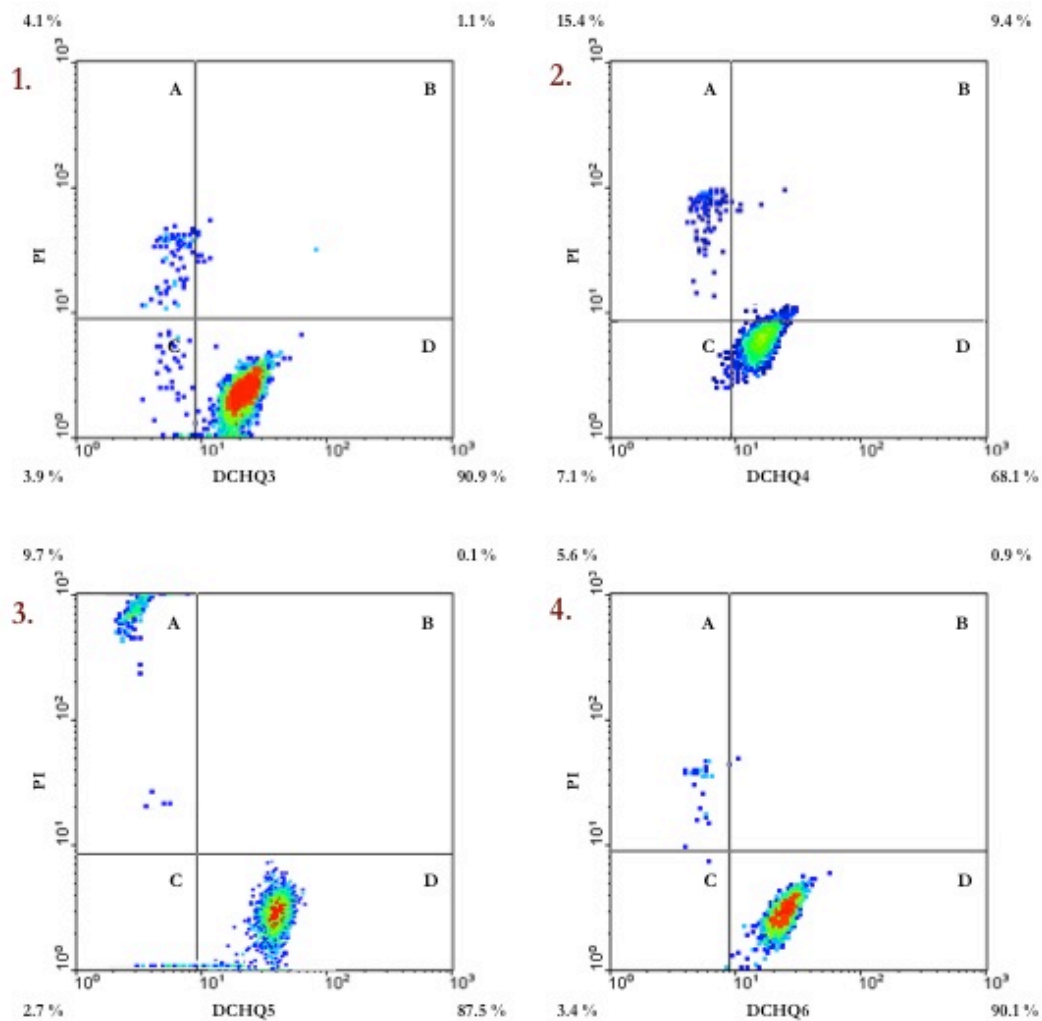 4.1 % 1.1 % 15.4 % 9.4 %
1. 10³ A B 2. 10³ A B
10² 10²
PI PI
10¹ 10¹
C D C D
10⁰ 10⁰
10⁰ 10¹ 10² 10³ 10⁰ 10¹ 10² 10³
3.9 % DCHQ3 90.9 % 7.1 % DCHQ4 68.1 %
9.7 % 0.1 % 5.6 % 0.9 %
3. 10³ A B 4. 10³ A B
10² 10²
PI PI
10¹ 10¹
C D C D
10⁰ 10⁰
10⁰ 10¹ 10² 10³ 10⁰ 10¹ 10² 10³
2.7 % DCHQ5 87.5 % 3.4 % DCHQ6 90.1 %